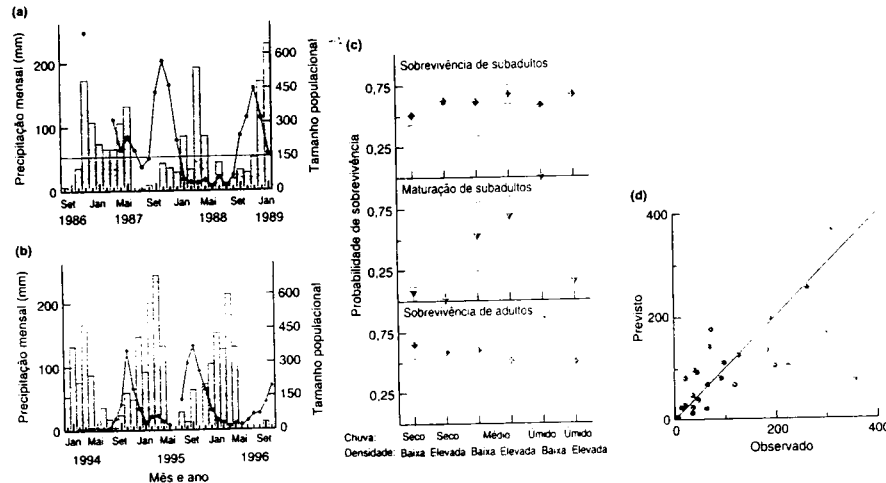 (a)
Precipitação mensal (mm)
200
100
0
600
450
300
150
0
Tamanho populacional
Set Jan Mai Set Jan Mai Set Jan
1986 1987 1988 1989
(b)
Precipitação mensal (mm)
200
100
0
600
450
300
150
0
Tamanho populacional
Jan Mai Set Jan Mai Set Jan Mai Set
1994 1995 1996
Mês e ano
(c)
Probabilidade de sobrevivência
Sobrevivência de subadultos
0,75
0,25
Maturação de subadultos
0,75
0,25
Sobrevivência de adultos
0,75
0,25
Chuva: Seco Seco Médio Úmido Úmido
Densidade: Baixa Elevada Baixa Elevada Baixa Elevada
(d)
Previsto
400
200
0
0 200 400
Observado